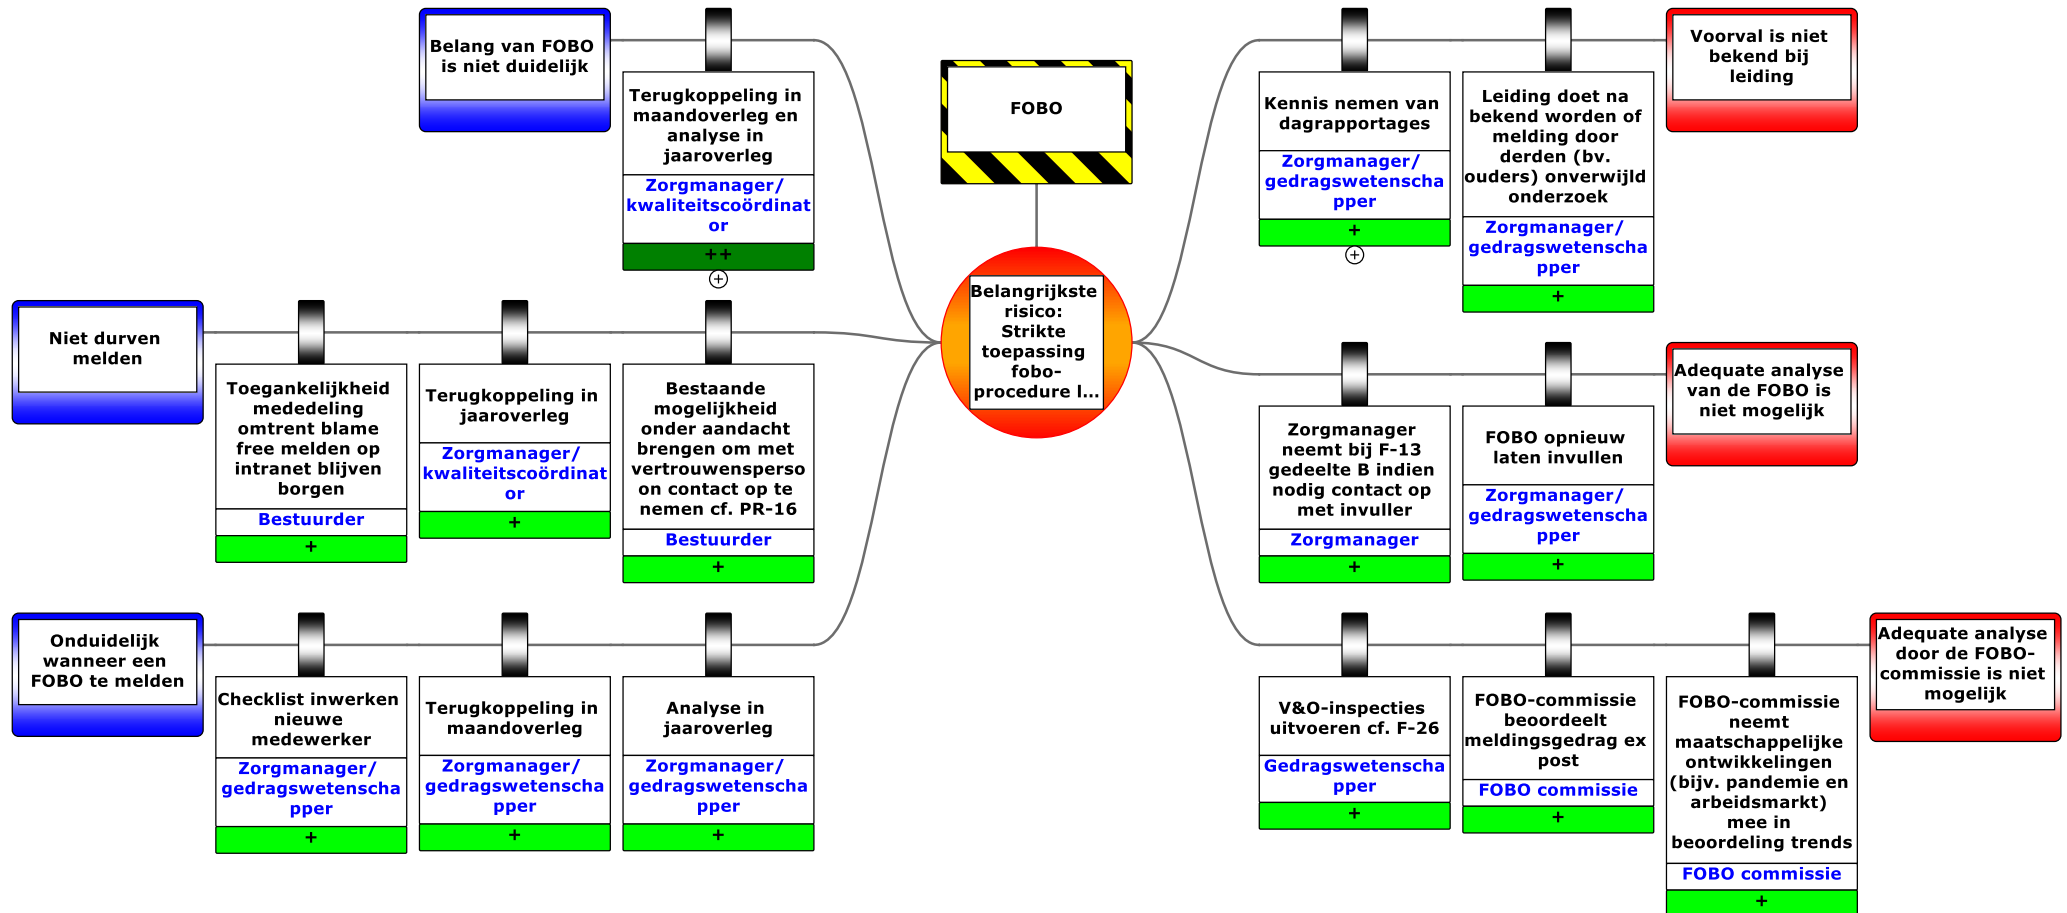 Belang van FOBO
is niet duidelijk
Terugkoppeling in
maandoverleg en
analyse in
jaaroverleg
Zorgmanager/
kwaliteitscoördinat
or
++
FOBO
Kennis nemen van
dagrapportages
Zorgmanager/
gedragswetenscha
pper
+
Leiding doet na
bekend worden of
melding door
derden (bv.
ouders) onverwijld
onderzoek
Zorgmanager/
gedragswetenscha
pper
+
Voorval is niet
bekend bij
leiding
Niet durven
melden
Toegankelijkheid
mededeling
omtrent blame
free melden op
intranet blijven
borgen
Bestuurder
+
Terugkoppeling in
jaaroverleg
Zorgmanager/
kwaliteitscoördinat
or
+
Bestaande
mogelijkheid
onder aandacht
brengen om met
vertrouwensperso
on contact op te
nemen cf. PR-16
Bestuurder
+
Belangrijkste
risico:
Strikte
toepassing
fobo-
procedure l...
Zorgmanager
neemt bij F-13
gedeelte B indien
nodig contact op
met invuller
Zorgmanager
+
FOBO opnieuw
laten invullen
Zorgmanager/
gedragswetenscha
pper
+
Adequate analyse
van de FOBO is
niet mogelijk
Onduidelijk
wanneer een
FOBO te melden
Checklist inwerken
nieuwe
medewerker
Zorgmanager/
gedragswetenscha
pper
+
Terugkoppeling in
maandoverleg
Zorgmanager/
gedragswetenscha
pper
+
Analyse in
jaaroverleg
Zorgmanager/
gedragswetenscha
pper
+
V&O-inspecties
uitvoeren cf. F-26
Gedragswetenscha
pper
+
FOBO-commissie
beoordeelt
meldingsgedrag ex
post
FOBO commissie
+
FOBO-commissie
neemt
maatschappelijke
ontwikkelingen
(bijv. pandemie en
arbeidsmarkt)
mee in
beoordeling trends
FOBO commissie
+
Adequate analyse
door de FOBO-
commissie is niet
mogelijk